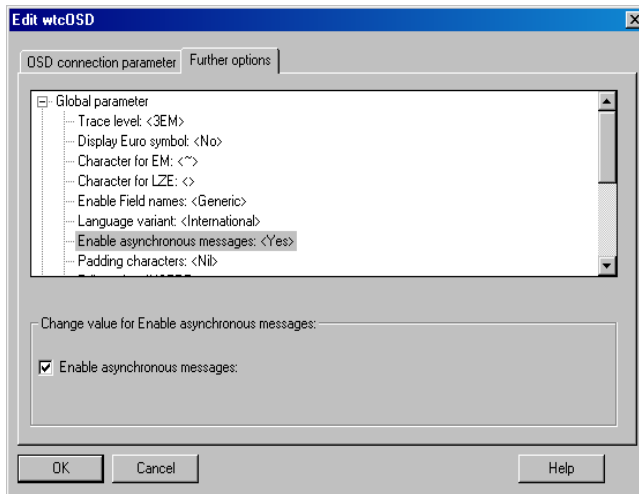 Edit wtcOSD
OSD connection parameter
Further options
Global parameter
Trace level: <3EM>
Display Euro symbol: <No>
Character for EM: <~>
Character for LZE: <>
Enable Field names: <Generic>
Language variant: <International>
Enable asynchronous messages: <Yes>
Padding characters: <Nil>
Change value for Enable asynchronous messages:
Enable asynchronous messages:
OK
Cancel
Help